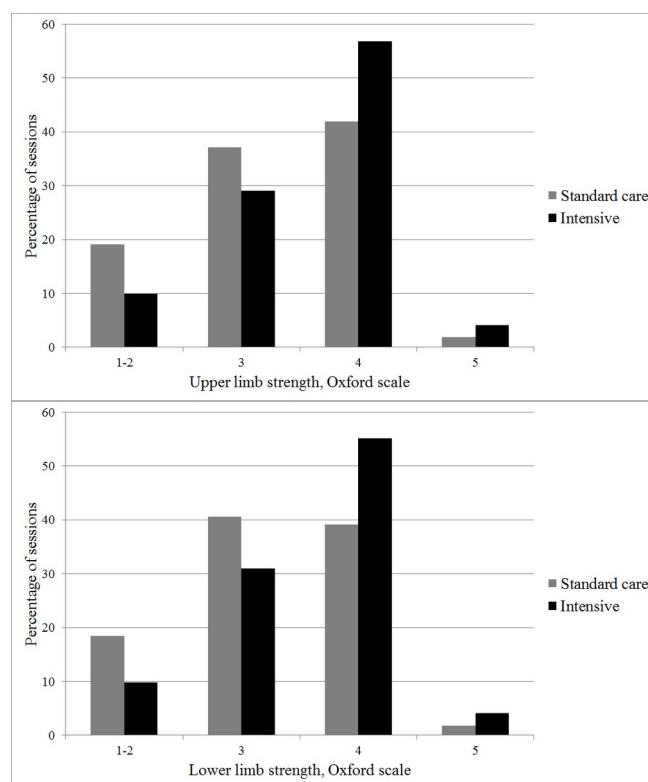 60
50
40
30
20
10
0
Percentage of sessions
1-2 3 4 5
Upper limb strength, Oxford scale
Standard care
Intensive
60
50
40
30
20
10
0
Percentage of sessions
1-2 3 4 5
Lower limb strength, Oxford scale
Standard care
Intensive